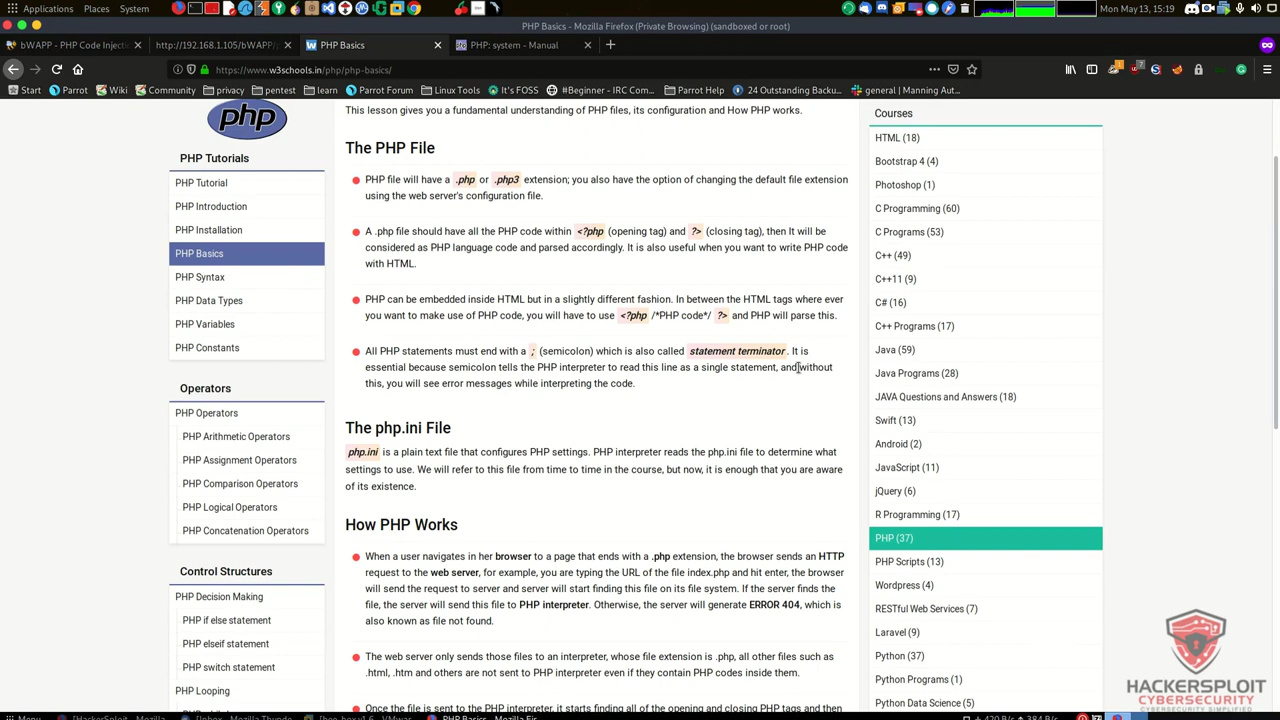 Applications Places System Mon May 13, 15:19
PHP Basics - Mozilla Firefox (Private Browsing) (sandboxed or root)
bWAPP - PHP Code Injecti
http://192.168.1.105/bWAPP/
PHP Basics
PHP: system - Manual
https://www.w3schools.in/php/php-basics/
Start Parrot Wiki Community privacy pentest learn Parrot Forum Linux Tools It's FOSS #Beginner - IRC Com... Parrot Help 24 Outstanding Backu... general | Manning Aut...
php
PHP Tutorials
PHP Tutorial
PHP Introduction
PHP Installation
PHP Basics
PHP Syntax
PHP Data Types
PHP Variables
PHP Constants
Operators
PHP Operators
PHP Arithmetic Operators
PHP Assignment Operators
PHP Comparison Operators
PHP Logical Operators
PHP Concatenation Operators
Control Structures
PHP Decision Making
PHP if else statement
PHP elseif statement
PHP switch statement
PHP Looping
This lesson gives you a fundamental understanding of PHP files, its configuration and How PHP works.
The PHP File
PHP file will have a .php or .php3 extension; you also have the option of changing the default file extension
using the web server's configuration file.
A .php file should have all the PHP code within <?php (opening tag) and ?> (closing tag), then It will be
considered as PHP language code and parsed accordingly. It is also useful when you want to write PHP code
with HTML.
PHP can be embedded inside HTML but in a slightly different fashion. In between the HTML tags where ever
you want to make use of PHP code, you will have to use <?php /*PHP code*/ ?> and PHP will parse this.
All PHP statements must end with a ; (semicolon) which is also called statement terminator. It is
essential because semicolon tells the PHP interpreter to read this line as a single statement, and without
this, you will see error messages while interpreting the code.
The php.ini File
php.ini is a plain text file that configures PHP settings. PHP interpreter reads the php.ini file to determine what
settings to use. We will refer to this file from time to time in the course, but now, it is enough that you are aware
of its existence.
How PHP Works
When a user navigates in her browser to a page that ends with a .php extension, the browser sends an HTTP
request to the web server, for example, you are typing the URL of the file index.php and hit enter, the browser
will send the request to server and server will start finding this file on its file system. If the server finds the
file, the server will send this file to PHP interpreter. Otherwise, the server will generate ERROR 404, which is
also known as file not found.
The web server only sends those files to an interpreter, whose file extension is .php, all other files such as
.html, .htm and others are not sent to PHP interpreter even if they contain PHP codes inside them.
Once the file is sent to the PHP interpreter, it starts finding all of the opening and closing PHP tags and then
Courses
HTML (18)
Bootstrap 4 (4)
Photoshop (1)
C Programming (60)
C Programs (53)
C++ (49)
C++11 (9)
C# (16)
C++ Programs (17)
Java (59)
Java Programs (28)
JAVA Questions and Answers (18)
Swift (13)
Android (2)
JavaScript (11)
jQuery (6)
R Programming (17)
PHP (37)
PHP Scripts (13)
Wordpress (4)
RESTful Web Services (7)
Laravel (9)
Python (37)
Python Programs (1)
Python Data Science (5)
HACKERSPLOIT
CYBERSECURITY